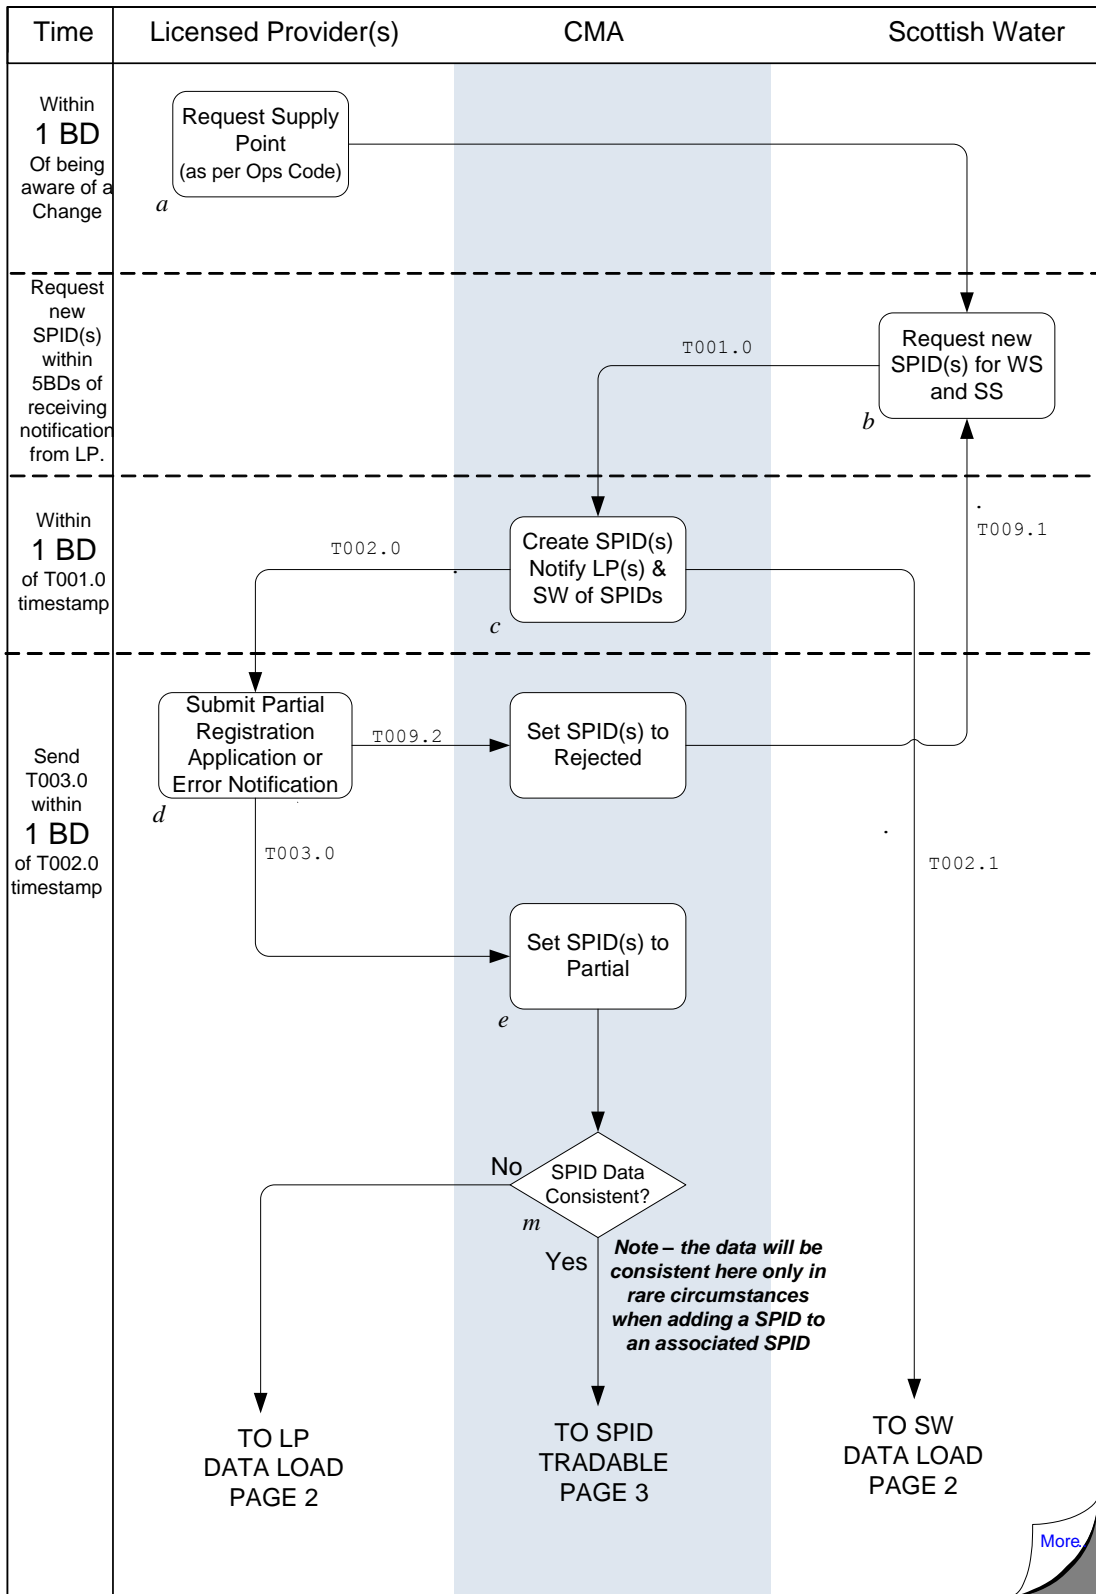 Time
Licensed Provider(s)
CMA
Scottish Water
Within
1 BD
Of being
aware of a
Change
Request Supply
Point
(as per Ops Code)
a
Request
new
SPID(s)
within
5BDs of
receiving
notification
from LP.
T001.0
Request new
SPID(s) for WS
and SS
b
Within
1 BD
of T001.0
timestamp
T002.0
Create SPID(s)
Notify LP(s) &
SW of SPIDs
c
T009.1
Send
T003.0
within
1 BD
of T002.0
timestamp
Submit Partial
Registration
Application or
Error Notification
d
T009.2
Set SPID(s) to
Rejected
T003.0
T002.1
Set SPID(s) to
Partial
e
No
SPID Data
Consistent?
m
Yes
Note – the data will be
consistent here only in
rare circumstances
when adding a SPID to
an associated SPID
TO LP
DATA LOAD
PAGE 2
TO SPID
TRADABLE
PAGE 3
TO SW
DATA LOAD
PAGE 2
More..